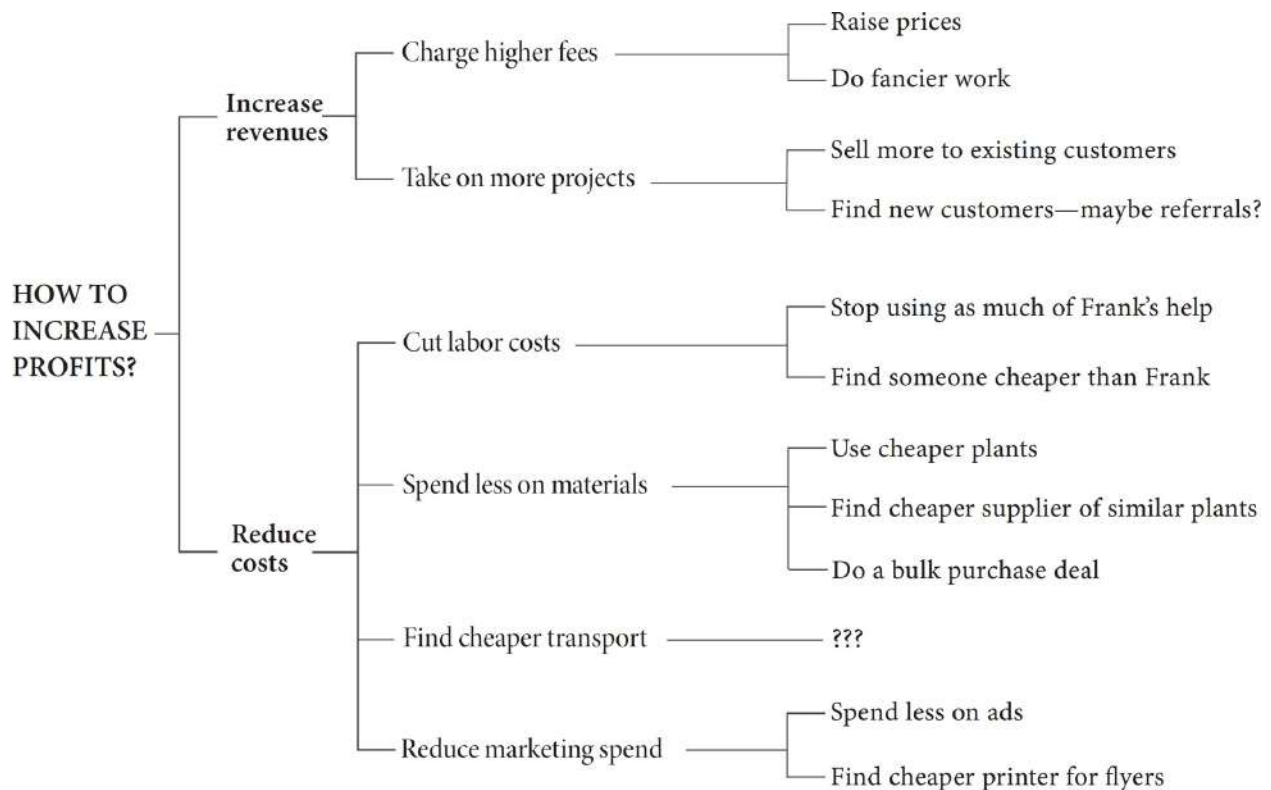 HOW TO
INCREASE
PROFITS?
Increase
revenues
Charge higher fees
Raise prices
Do fancier work
Take on more projects
Sell more to existing customers
Find new customers—maybe referrals?
Reduce
costs
Cut labor costs
Stop using as much of Frank's help
Find someone cheaper than Frank
Spend less on materials
Use cheaper plants
Find cheaper supplier of similar plants
Do a bulk purchase deal
Find cheaper transport
???
Reduce marketing spend
Spend less on ads
Find cheaper printer for flyers